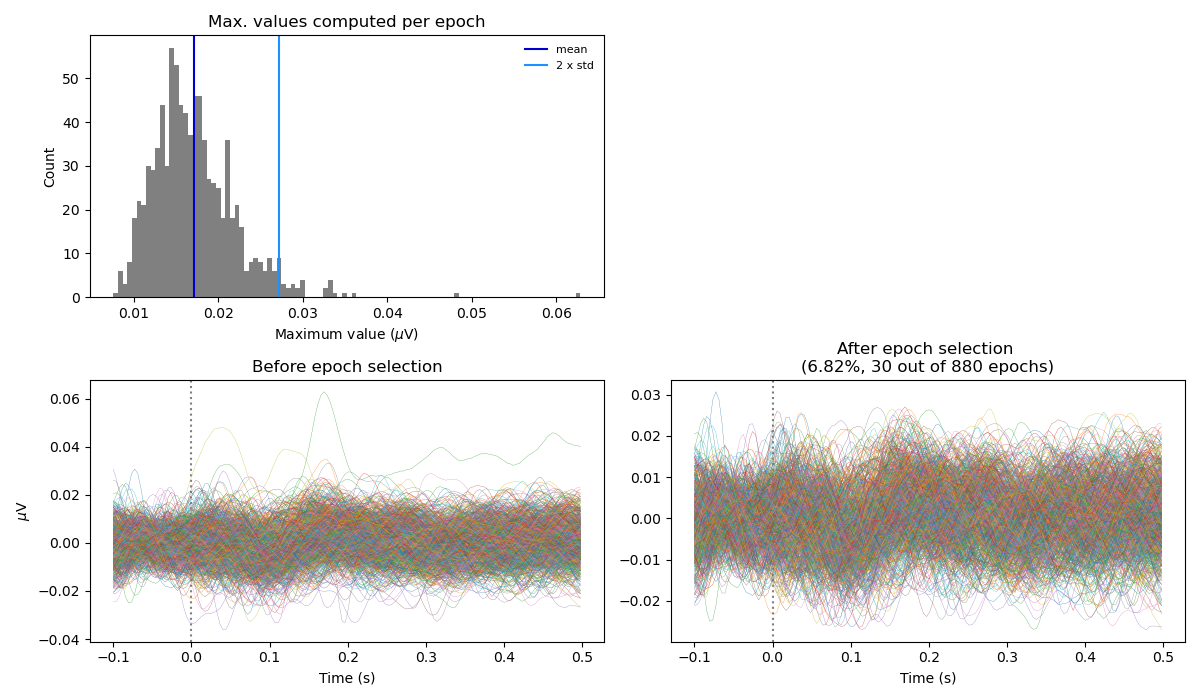 Max. values computed per epoch
mean
2 x std
Count
50
40
30
20
10
0
0.01 0.02 0.03 0.04 0.05 0.06
Maximum value (μV)
Before epoch selection
μV
0.06
0.04
0.02
0.00
−0.02
−0.04
−0.1 0.0 0.1 0.2 0.3 0.4 0.5
Time (s)
After epoch selection
(6.82%, 30 out of 880 epochs)
0.03
0.02
0.01
0.00
−0.01
−0.02
−0.1 0.0 0.1 0.2 0.3 0.4 0.5
Time (s)